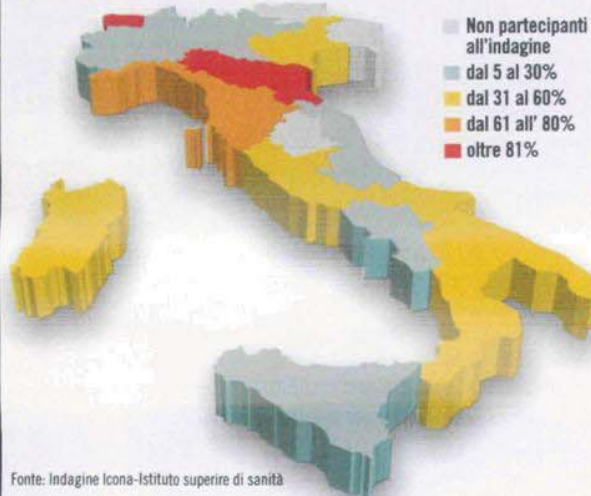 Non partecipanti
all'indagine
dal 5 al 30%
dal 31 al 60%
dal 61 all' 80%
oltre 81%
Fonte: Indagine Icona-Istituto superire di sanità